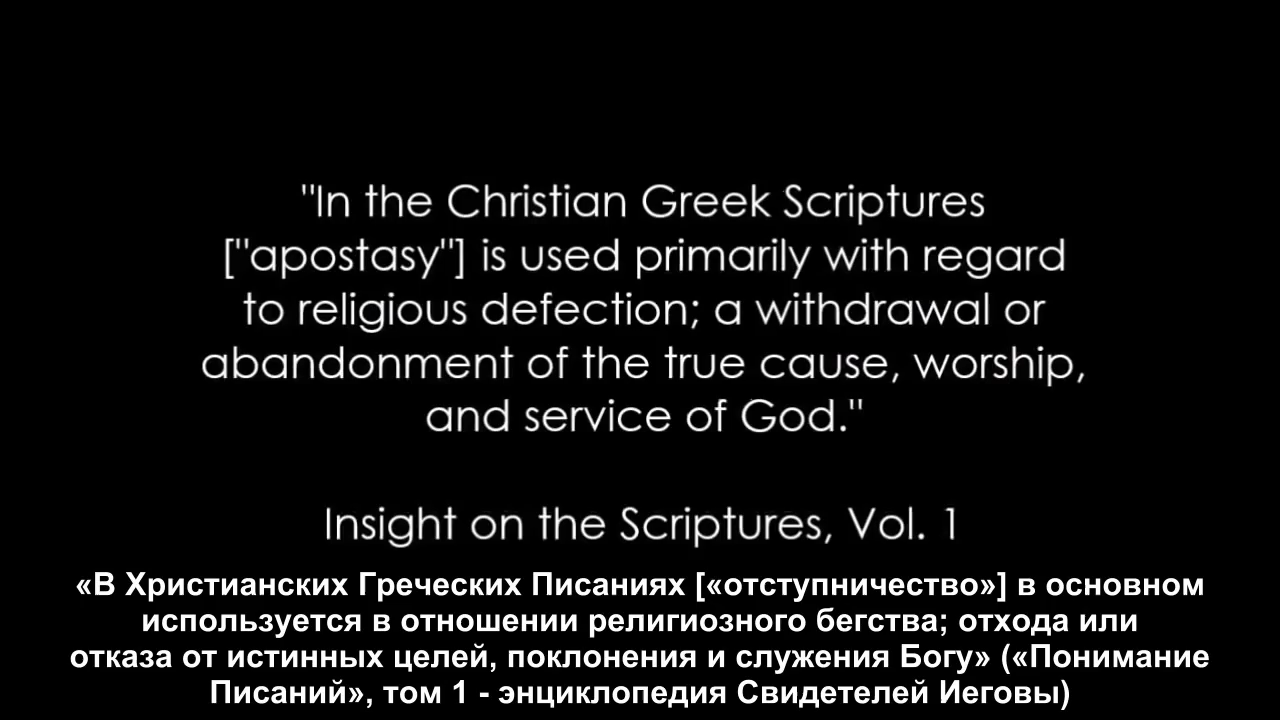 "In the Christian Greek Scriptures
["apostasy"] is used primarily with regard
to religious defection; a withdrawal or
abandonment of the true cause, worship,
and service of God."
Insight on the Scriptures, Vol. 1
«В Христианских Греческих Писаниях [«отступничество»] в основном
используется в отношении религиозного бегства; отхода или
отказа от истинных целей, поклонения и служения Богу» («Понимание
Писаний», том 1 - энциклопедия Свидетелей Иеговы)